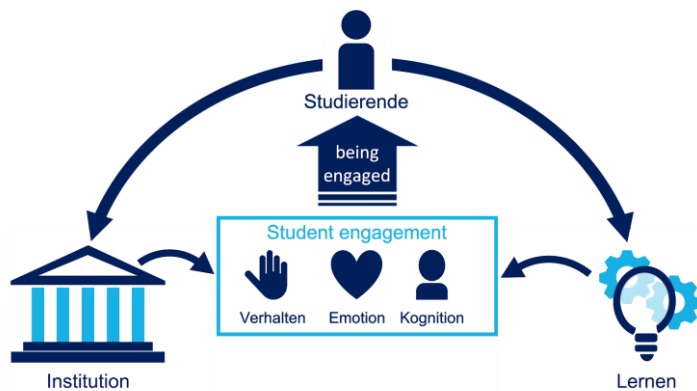 Studierende
being
engaged
Student engagement
Verhalten
Emotion
Kognition
Institution
Lernen